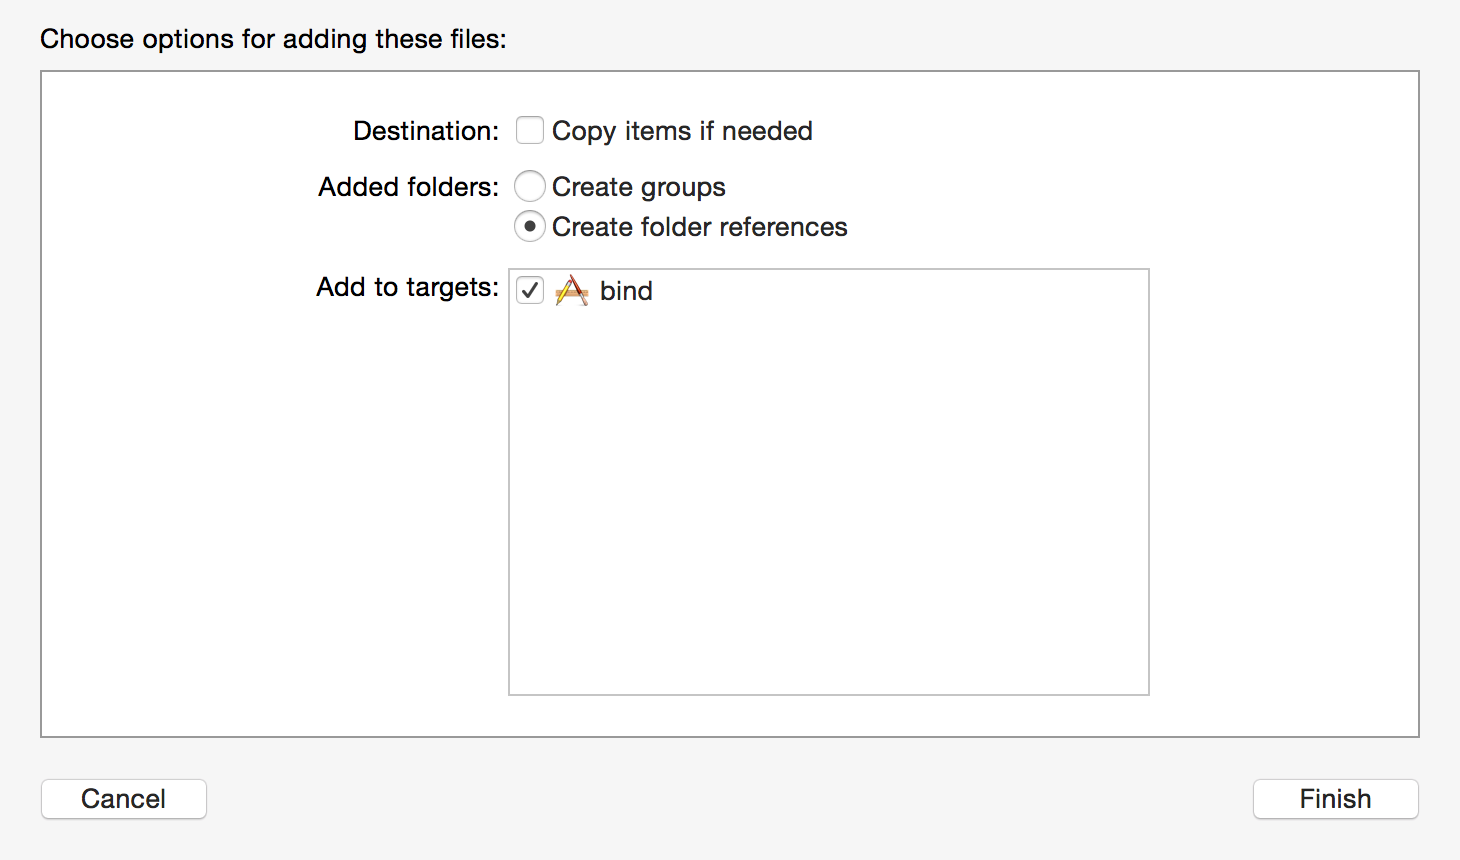 Choose options for adding these files:
Destination: Copy items if needed
Added folders: Create groups
Create folder references
Add to targets: bind
Cancel Finish